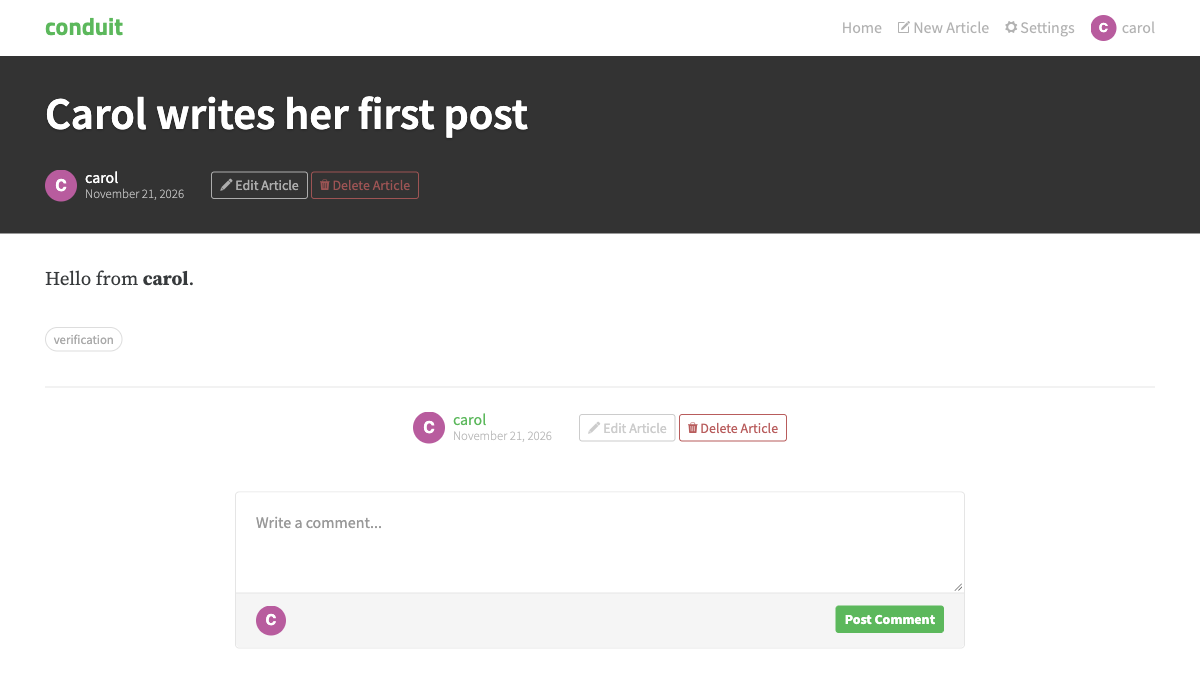 conduit
Home New Article Settings C carol
Carol writes her first post
C carol
November 21, 2026
Edit Article Delete Article
Hello from carol.
verification
C carol
November 21, 2026
Edit Article Delete Article
Write a comment...
C Post Comment